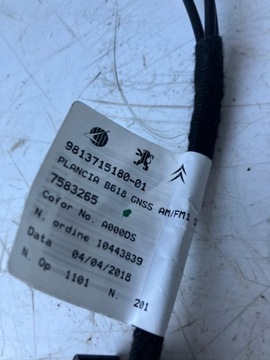 9813715180-01
PLANCIA B618 GNSS AM/FM1 D
7583265
Cofor No. A000DS
N. ordine 10443839
Data 04/04/2018
N. Op 1101 N. 201